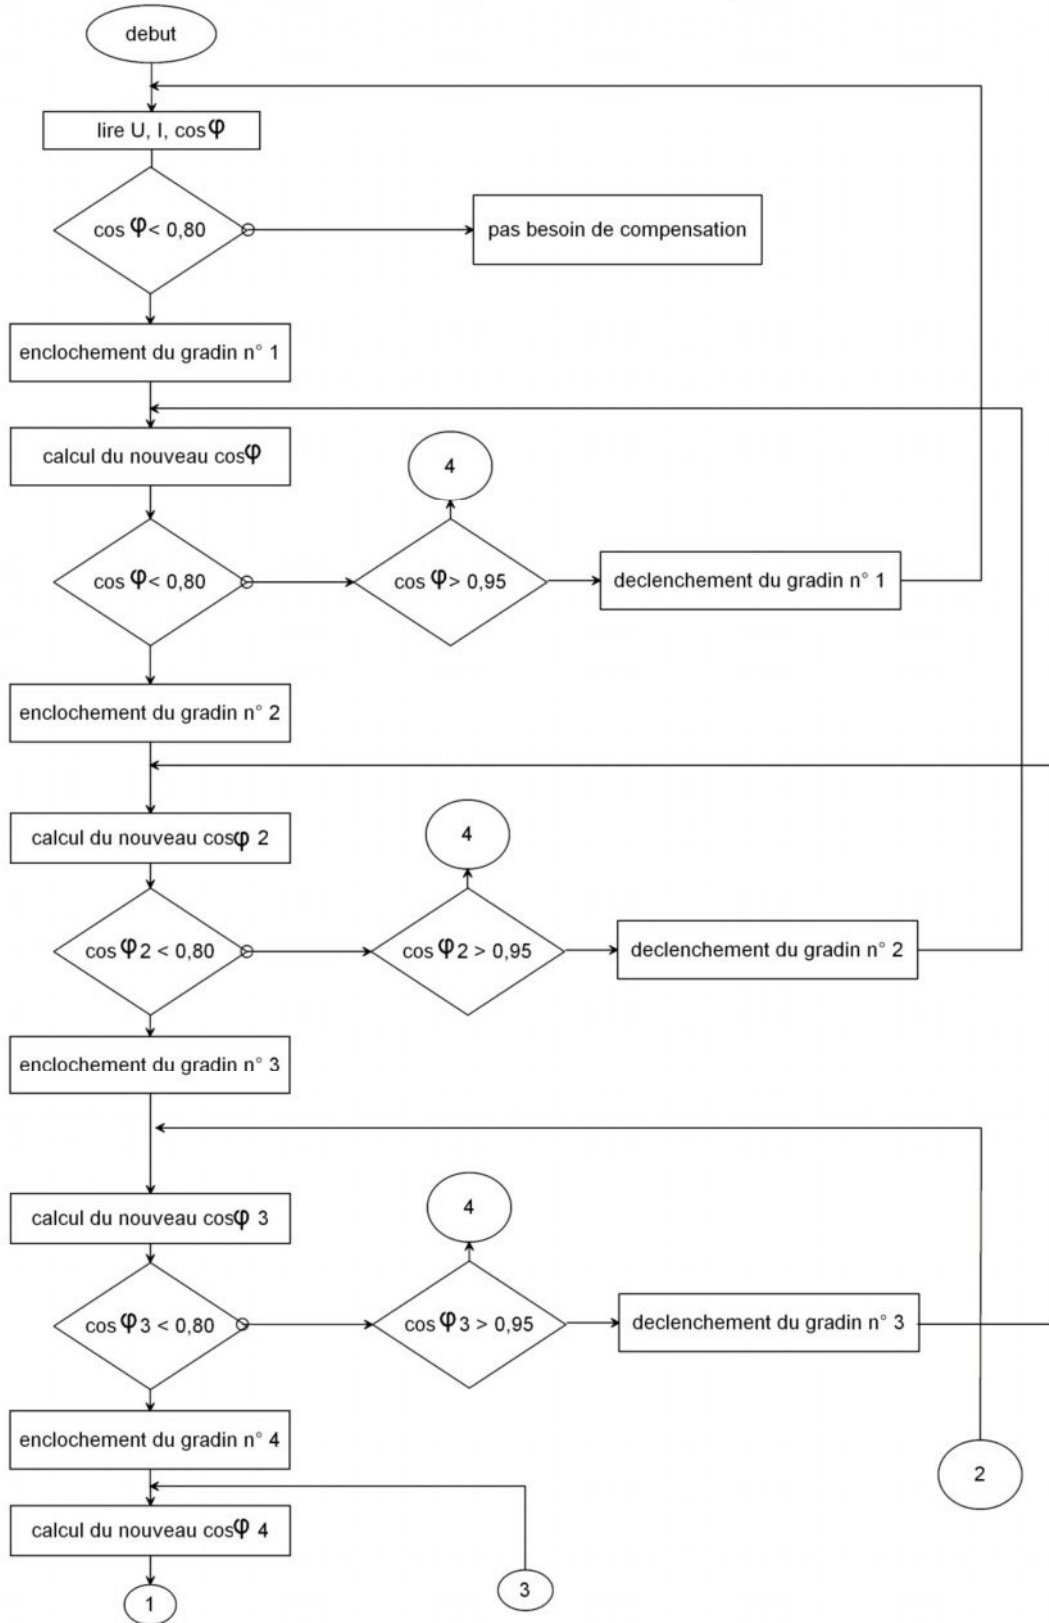 debut
lire U, I, cos φ
cos φ < 0,80
pas besoin de compensation
enclochement du gradin n° 1
calcul du nouveau cos φ
4
cos φ < 0,80
cos φ > 0,95
declenchement du gradin n° 1
enclochement du gradin n° 2
calcul du nouveau cos φ 2
4
cos φ 2 < 0,80
cos φ 2 > 0,95
declenchement du gradin n° 2
enclochement du gradin n° 3
calcul du nouveau cos φ 3
4
cos φ 3 < 0,80
cos φ 3 > 0,95
declenchement du gradin n° 3
enclochement du gradin n° 4
2
calcul du nouveau cos φ 4
1
3